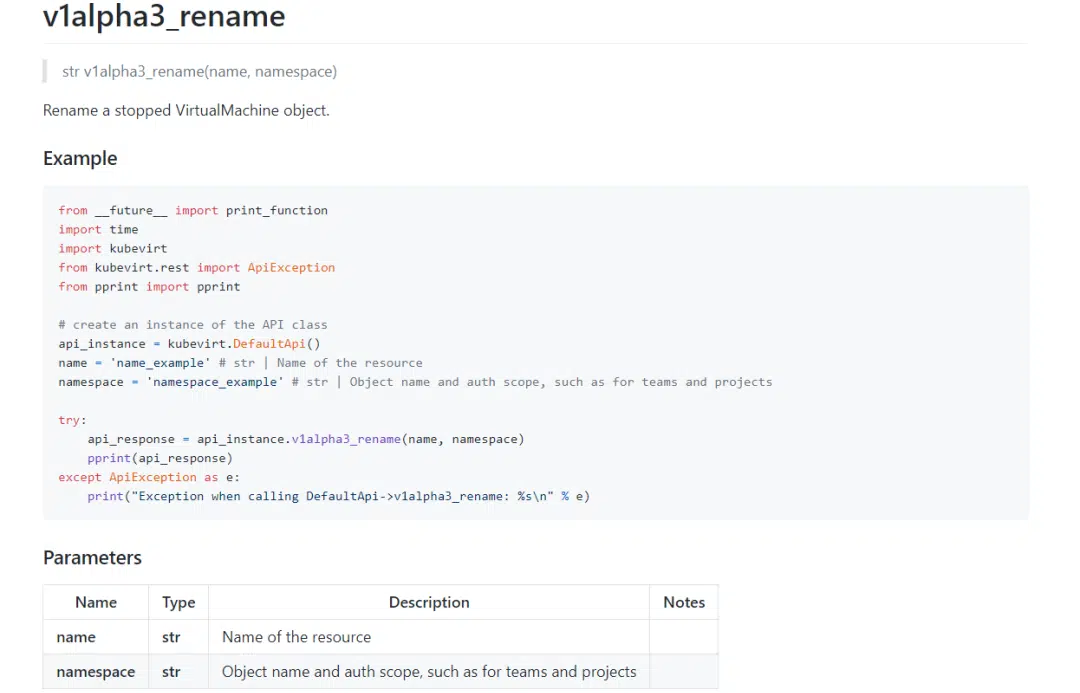 v1alpha3_rename
str v1alpha3_rename(name, namespace)
Rename a stopped VirtualMachine object.
Example
from __future__ import print_function
import time
import kubevirt
from kubevirt.rest import ApiException
from pprint import pprint
# create an instance of the API class
api_instance = kubevirt.DefaultApi()
name = 'name_example' # str | Name of the resource
namespace = 'namespace_example' # str | Object name and auth scope, such as for teams and projects
try:
    api_response = api_instance.v1alpha3_rename(name, namespace)
    pprint(api_response)
except ApiException as e:
    print("Exception when calling DefaultApi->v1alpha3_rename: %s\n" % e)
Parameters
Name Type Description Notes
name str Name of the resource
namespace str Object name and auth scope, such as for teams and projects